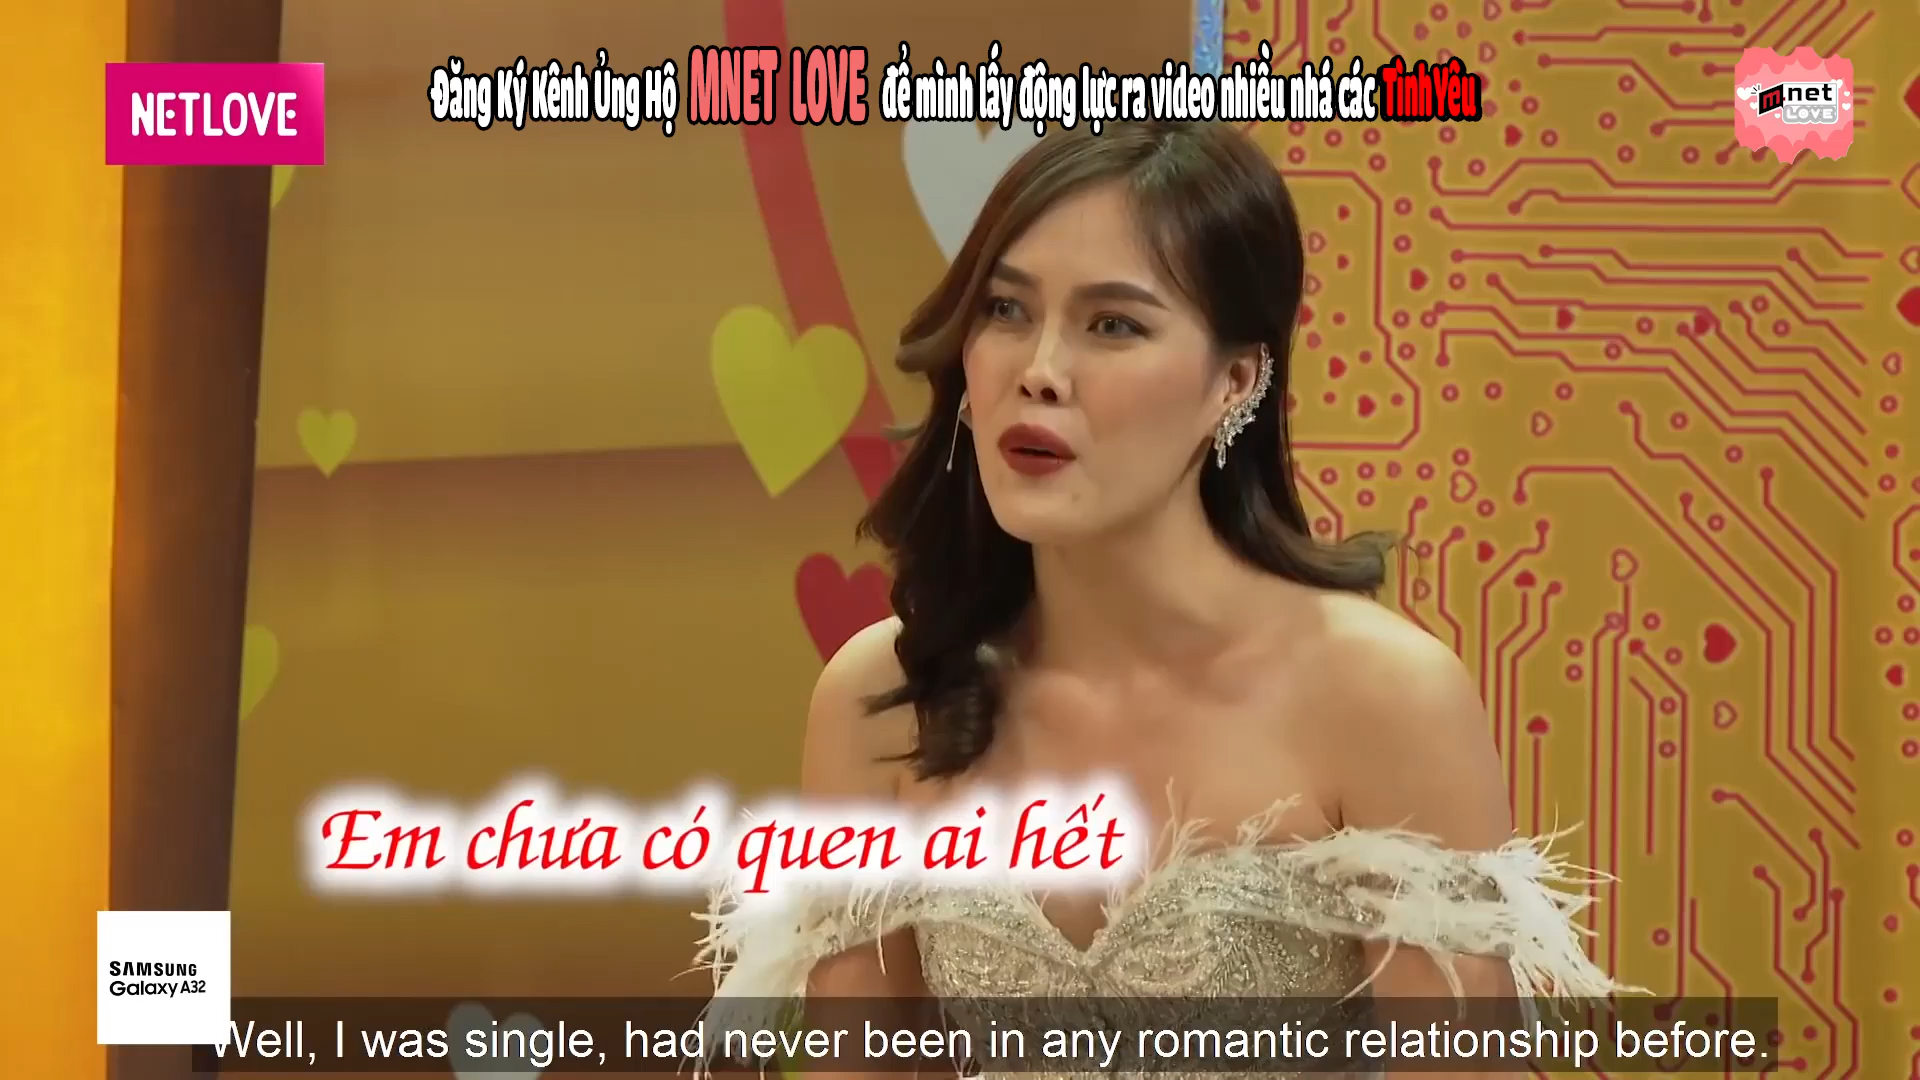 Đăng Ký Kênh Ủng Hộ MNET LOVE để mình lấy động lực ra video nhiều nhá các Tình Yêu
NETLOVE
mnet
LOVE
Em chưa có quen ai hết
SAMSUNG
Galaxy A32
Well, I was single, had never been in any romantic relationship before.